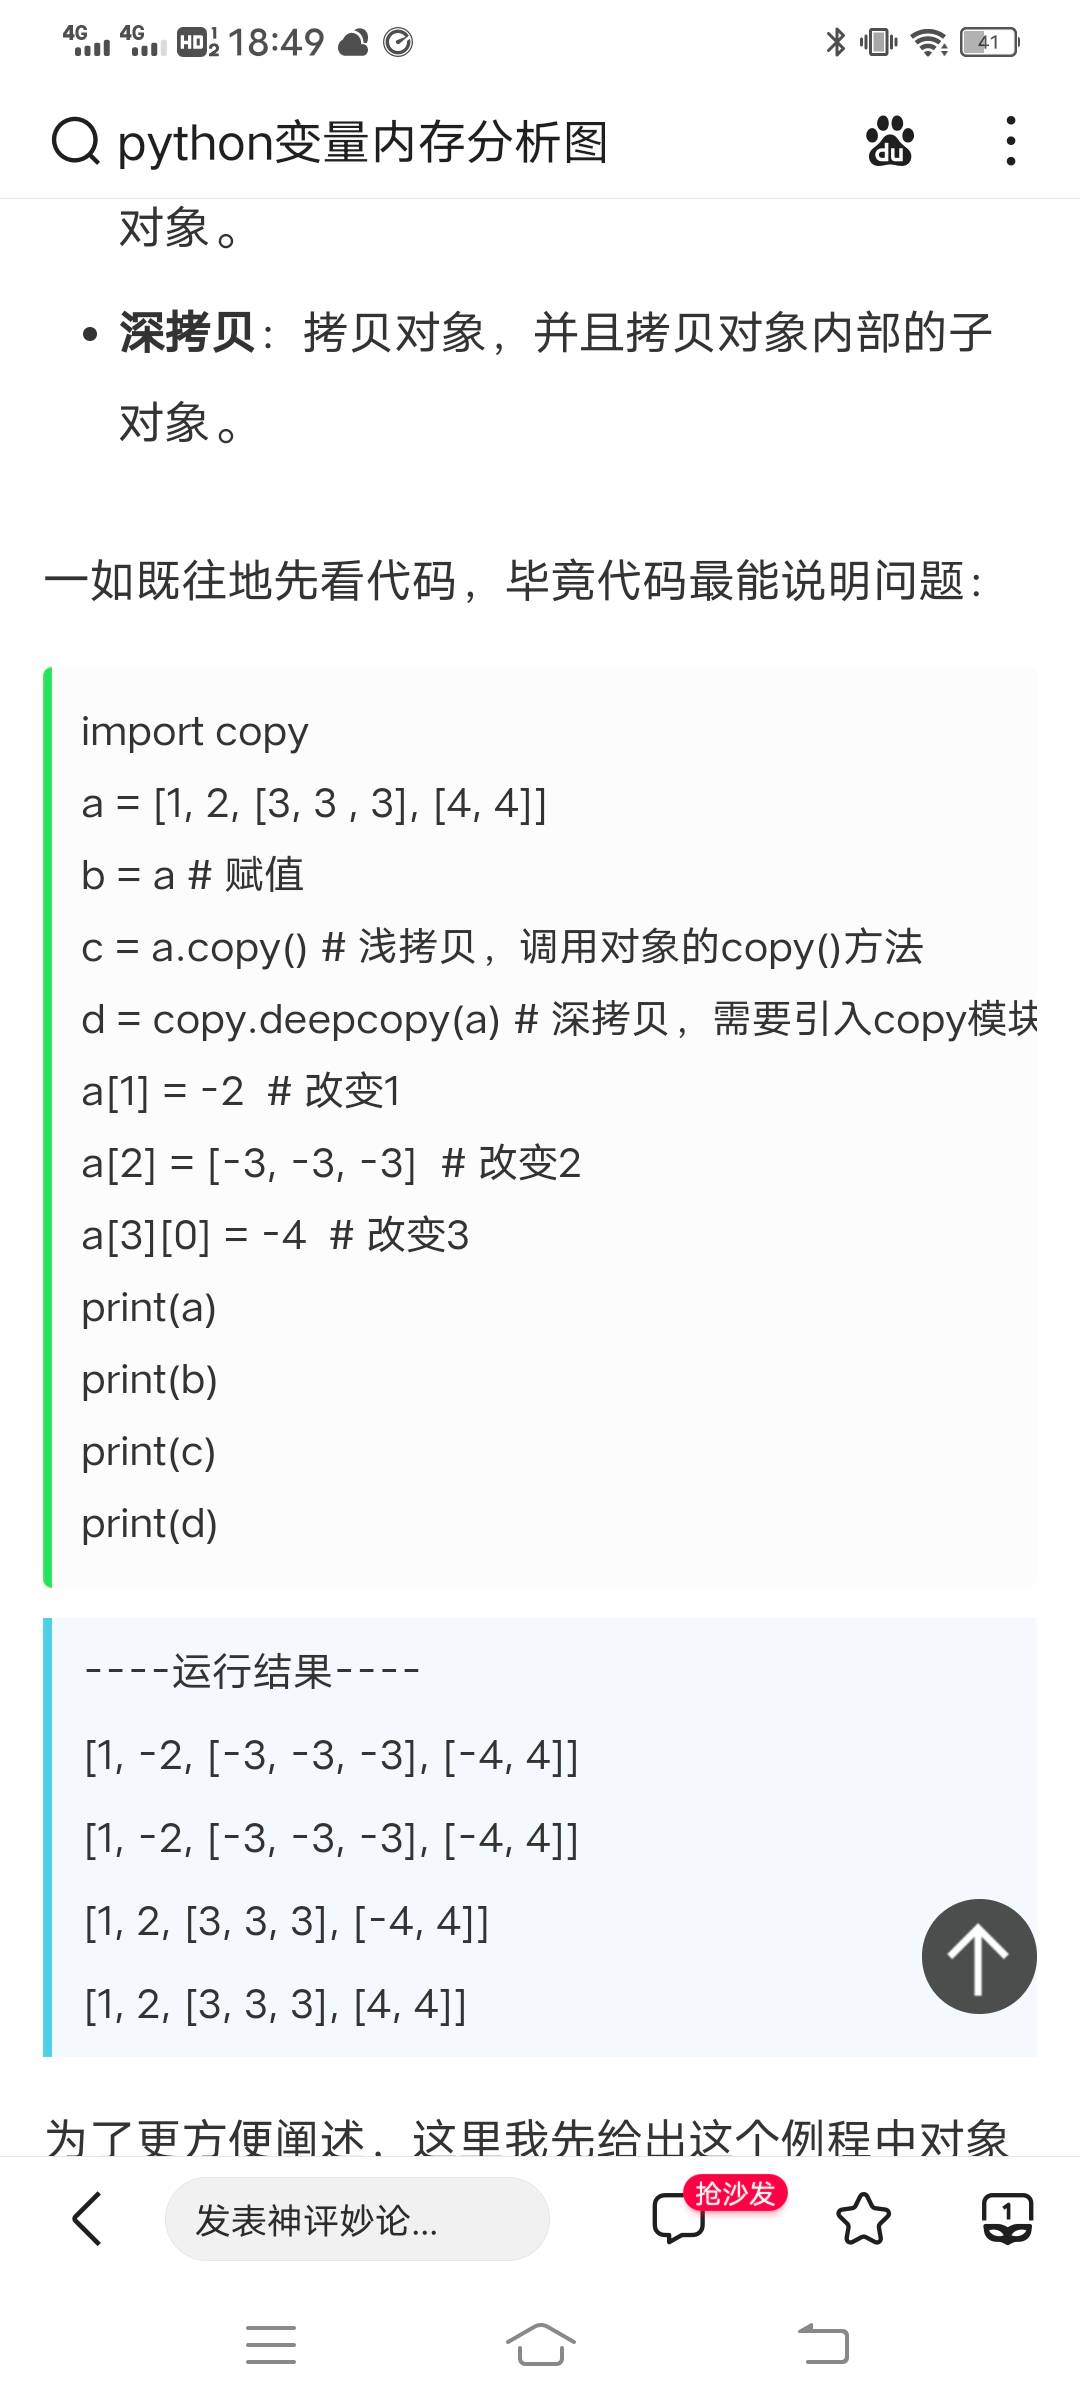 4G 4G HD 1 2 18:49 41
python变量内存分析图 du
对象。
• 深拷贝：拷贝对象，并且拷贝对象内部的子
对象。
一如既往地先看代码，毕竟代码最能说明问题：
import copy
a = [1, 2, [3, 3 , 3], [4, 4]]
b = a # 赋值
c = a.copy() # 浅拷贝，调用对象的copy()方法
d = copy.deepcopy(a) # 深拷贝，需要引入copy模块
a[1] = -2  # 改变1
a[2] = [-3, -3, -3]  # 改变2
a[3][0] = -4  # 改变3
print(a)
print(b)
print(c)
print(d)
----运行结果----
[1, -2, [-3, -3, -3], [-4, 4]]
[1, -2, [-3, -3, -3], [-4, 4]]
[1, 2, [3, 3, 3], [-4, 4]]
[1, 2, [3, 3, 3], [4, 4]]
为了更方便阐述，这里我先给出这个例程中对象
发表神评妙论... 抢沙发 1